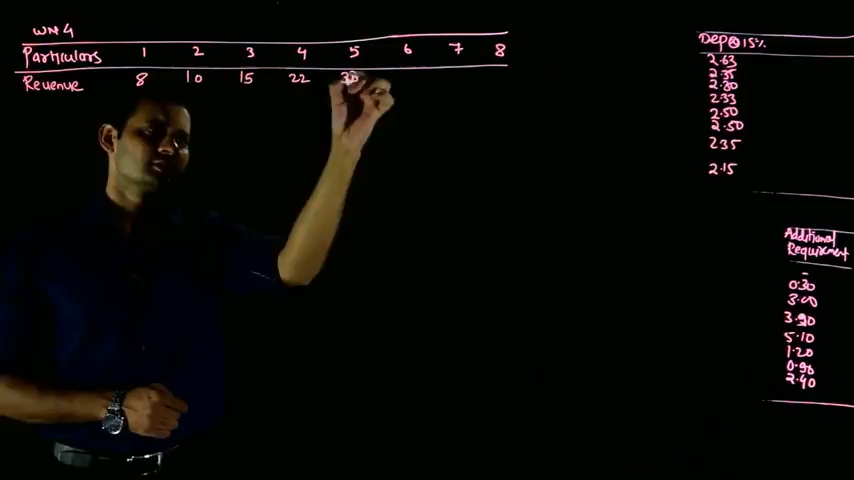 WN 4
Particulars 1 2 3 4 5 6 7 8
Revenue 8 10 15 22 30
Dep @ 15%
2.63
2.35
2.80
2.33
2.50
2.50
2.35
2.15
Additional
Requirement
-
0.30
3.00
3.90
5.10
1.20
0.90
2.40